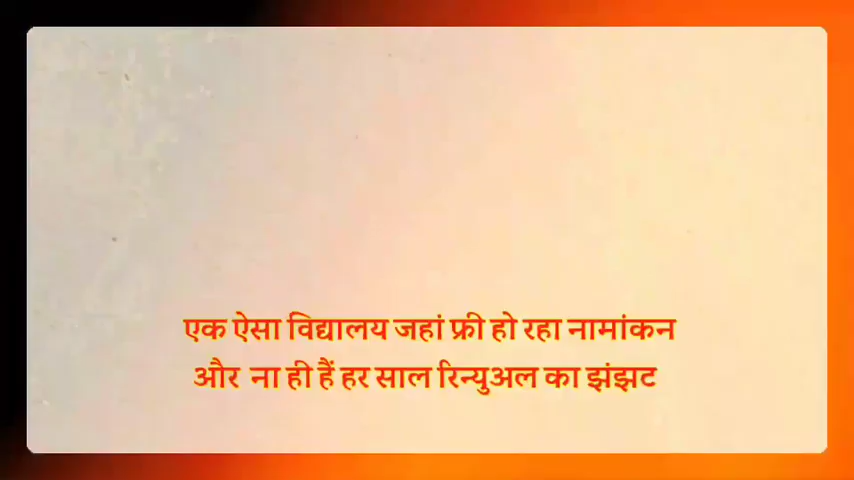 एक ऐसा विद्यालय जहां फ्री हो रहा नामांकन
और ना ही हैं हर साल रिन्युअल का झंझट